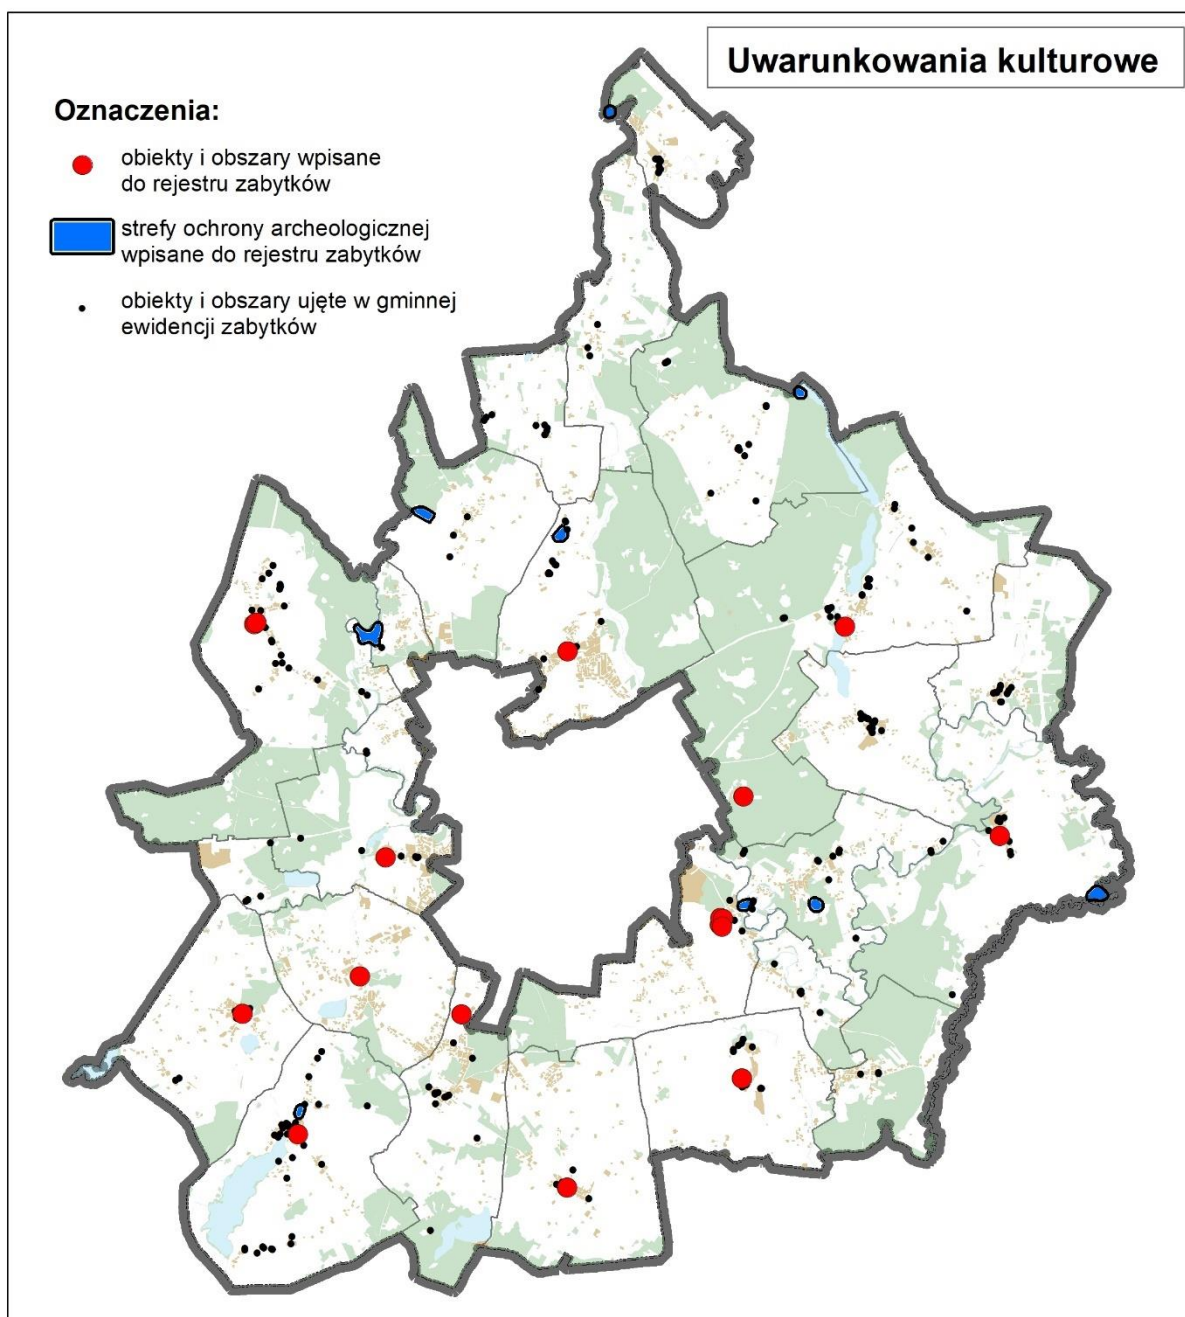 Uwarunkowania kulturowe
Oznaczenia:
obiekty i obszary wpisane
do rejestru zabytków
strefy ochrony archeologicznej
wpisane do rejestru zabytków
obiekty i obszary ujęte w gminnej
ewidencji zabytków